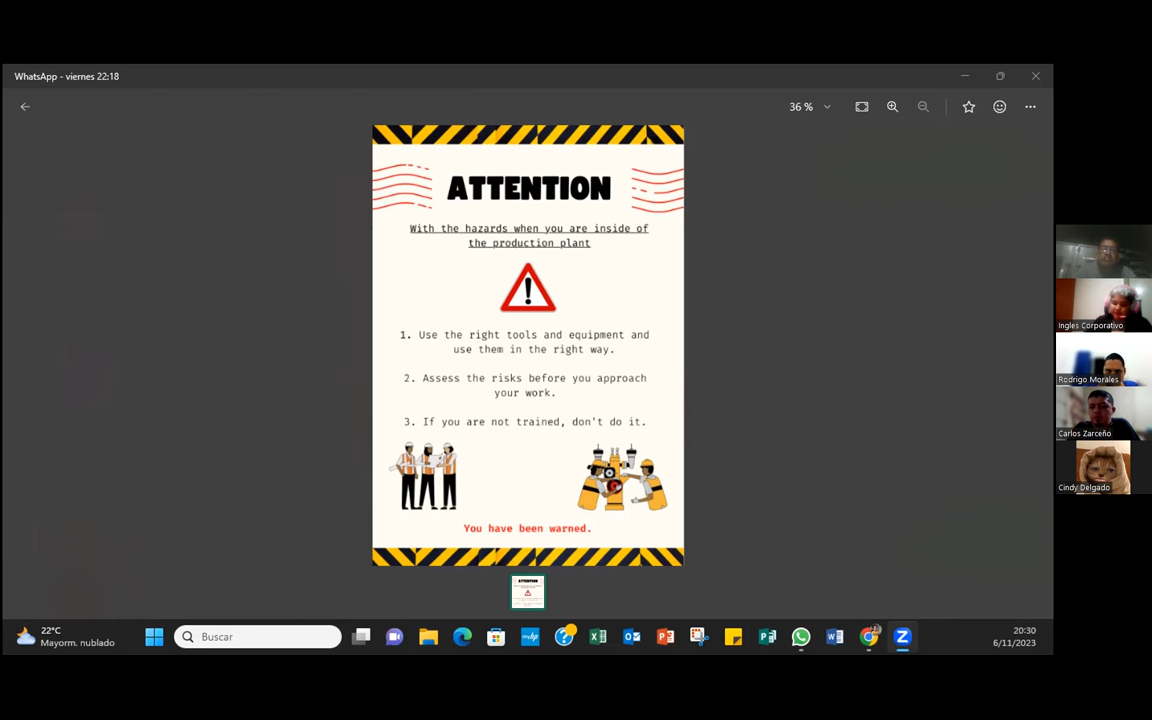 WhatsApp - viernes 22:18
36 %
ATTENTION
With the hazards when you are inside of
the production plant
1. Use the right tools and equipment and
use them in the right way.
2. Assess the risks before you approach
your work.
3. If you are not trained, don't do it.
You have been warned.
Ingles Corporativo
Rodrigo Morales
Carlos Zarceño
Cindy Delgado
22°C
Mayorm. nublado
Buscar
20:30
6/11/2023